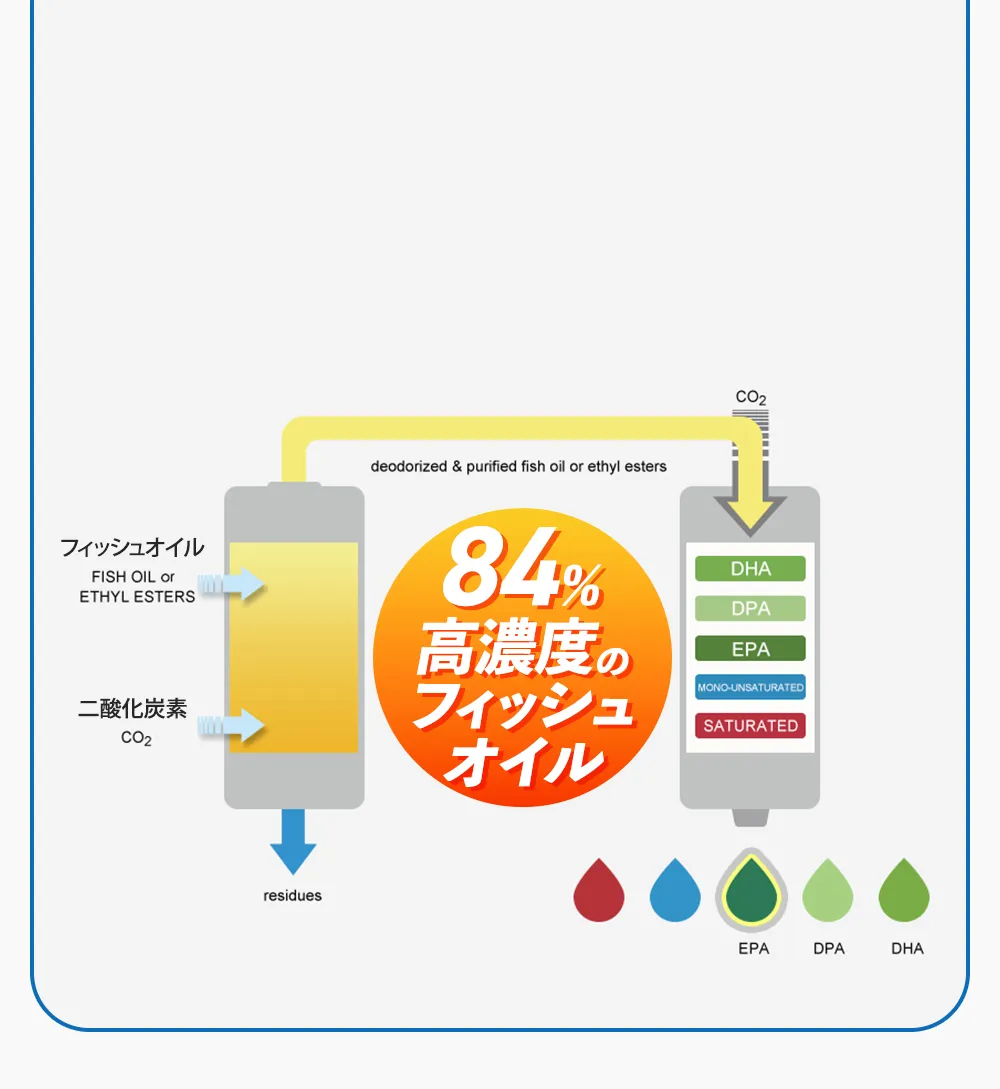 CO₂
deodorized & purified fish oil or ethyl esters
フィッシュオイル
FISH OIL or
ETHYL ESTERS
二酸化炭素
CO₂
residues
84%
高濃度の
フィッシュ
オイル
DHA
DPA
EPA
MONO-UNSATURATED
SATURATED
EPA
DPA
DHA